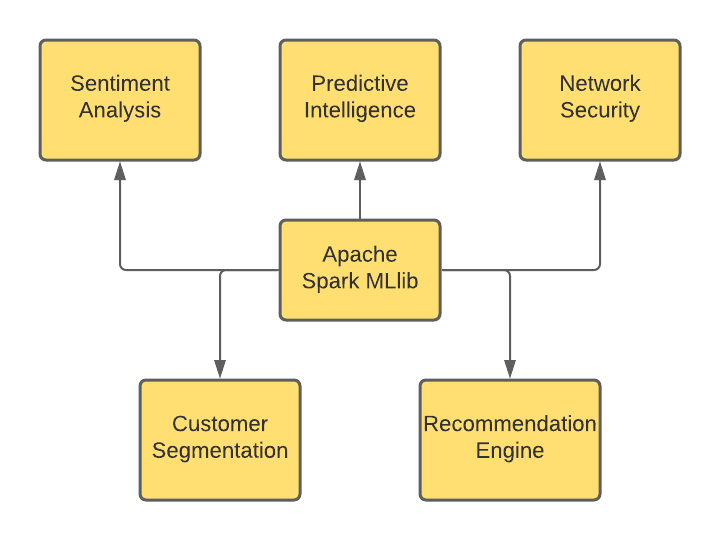 Sentiment
Analysis
Predictive
Intelligence
Network
Security
Apache
Spark MLlib
Customer
Segmentation
Recommendation
Engine